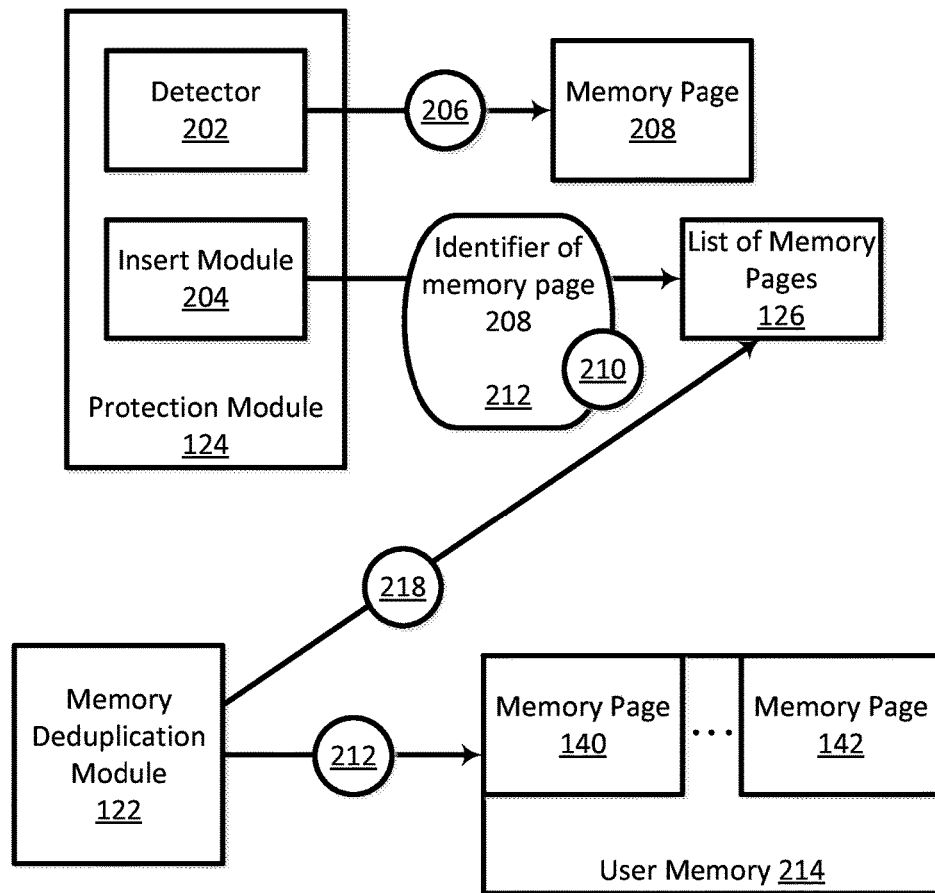 Detector
202
206
Memory Page
208
Insert Module
204
Identifier of
memory page
208
212
210
List of Memory
Pages
126
Protection Module
124
218
Memory
Deduplication
Module
122
212
Memory Page
140
...
Memory Page
142
User Memory 214